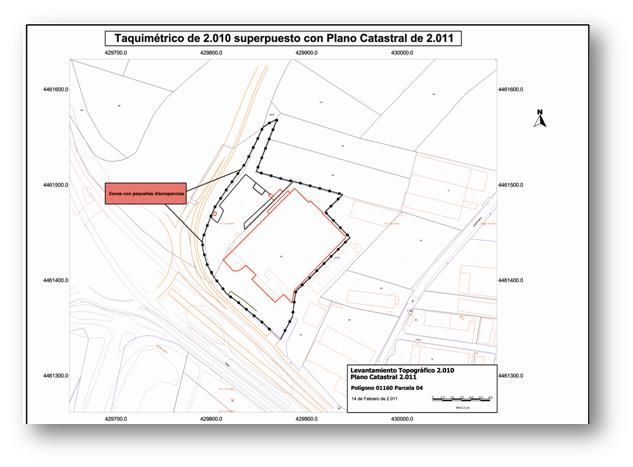 Taquimétrico de 2.010 superpuesto con Plano Catastral de 2.011
429700.0 429800.0 429900.0 430000.0
4461600.0 4461600.0
N
4461500.0 4461500.0
Zonas con pequeñas discrepancias
4461400.0 4461400.0
4461300.0 4461300.0
Levantamiento Topográfico 2.010
Plano Catastral 2.011
Polígono 01160 Parcela 04
14 de Febrero de 2.011
429700.0 429800.0 429900.0 430000.0